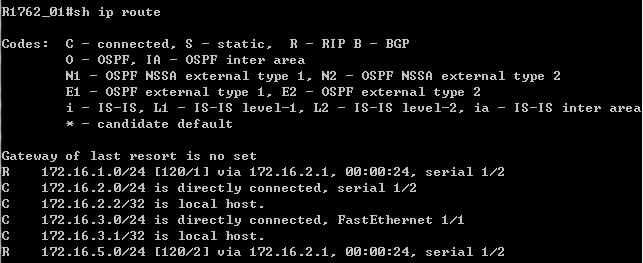 R1762_01#sh ip route
Codes:  C - connected, S - static,  R - RIP B - BGP
        O - OSPF, IA - OSPF inter area
        N1 - OSPF NSSA external type 1, N2 - OSPF NSSA external type 2
        E1 - OSPF external type 1, E2 - OSPF external type 2
        i - IS-IS, L1 - IS-IS level-1, L2 - IS-IS level-2, ia - IS-IS inter area
        * - candidate default
Gateway of last resort is no set
R    172.16.1.0/24 [120/1] via 172.16.2.1, 00:00:24, serial 1/2
C    172.16.2.0/24 is directly connected, serial 1/2
C    172.16.2.2/32 is local host.
C    172.16.3.0/24 is directly connected, FastEthernet 1/1
C    172.16.3.1/32 is local host.
R    172.16.5.0/24 [120/2] via 172.16.2.1, 00:00:24, serial 1/2